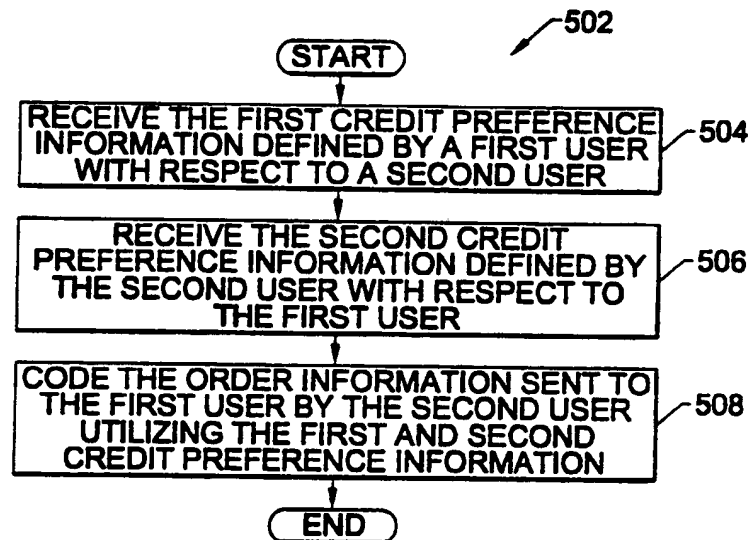 502
START
RECEIVE THE FIRST CREDIT PREFERENCE
INFORMATION DEFINED BY A FIRST USER
WITH RESPECT TO A SECOND USER
504
RECEIVE THE SECOND CREDIT
PREFERENCE INFORMATION DEFINED BY
THE SECOND USER WITH RESPECT TO
THE FIRST USER
506
CODE THE ORDER INFORMATION SENT TO
THE FIRST USER BY THE SECOND USER
UTILIZING THE FIRST AND SECOND
CREDIT PREFERENCE INFORMATION
508
END